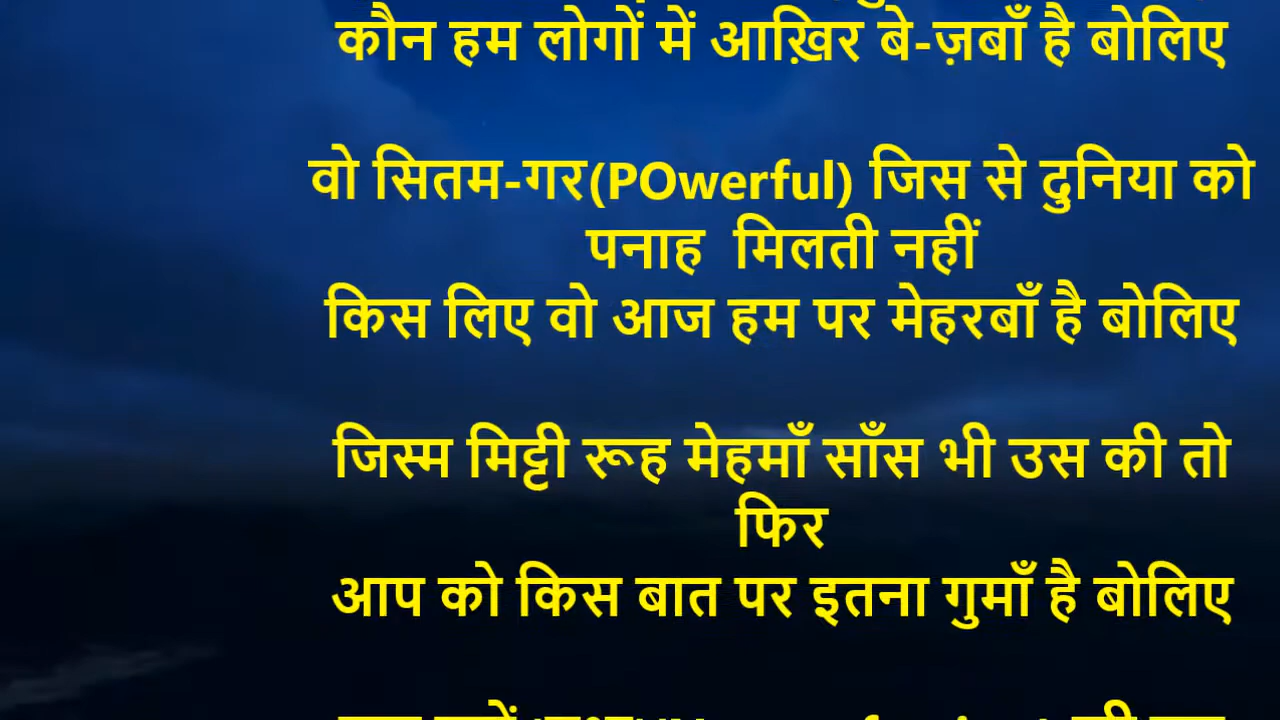 कौन हम लोगों में आख़िर बे-ज़बाँ है बोलिए
वो सितम-गर(POwerful) जिस से दुनिया को
पनाह  मिलती नहीं
किस लिए वो आज हम पर मेहरबाँ है बोलिए
जिस्म मिट्टी रूह मेहमाँ साँस भी उस की तो
फिर
आप को किस बात पर इतना गुमाँ है बोलिए